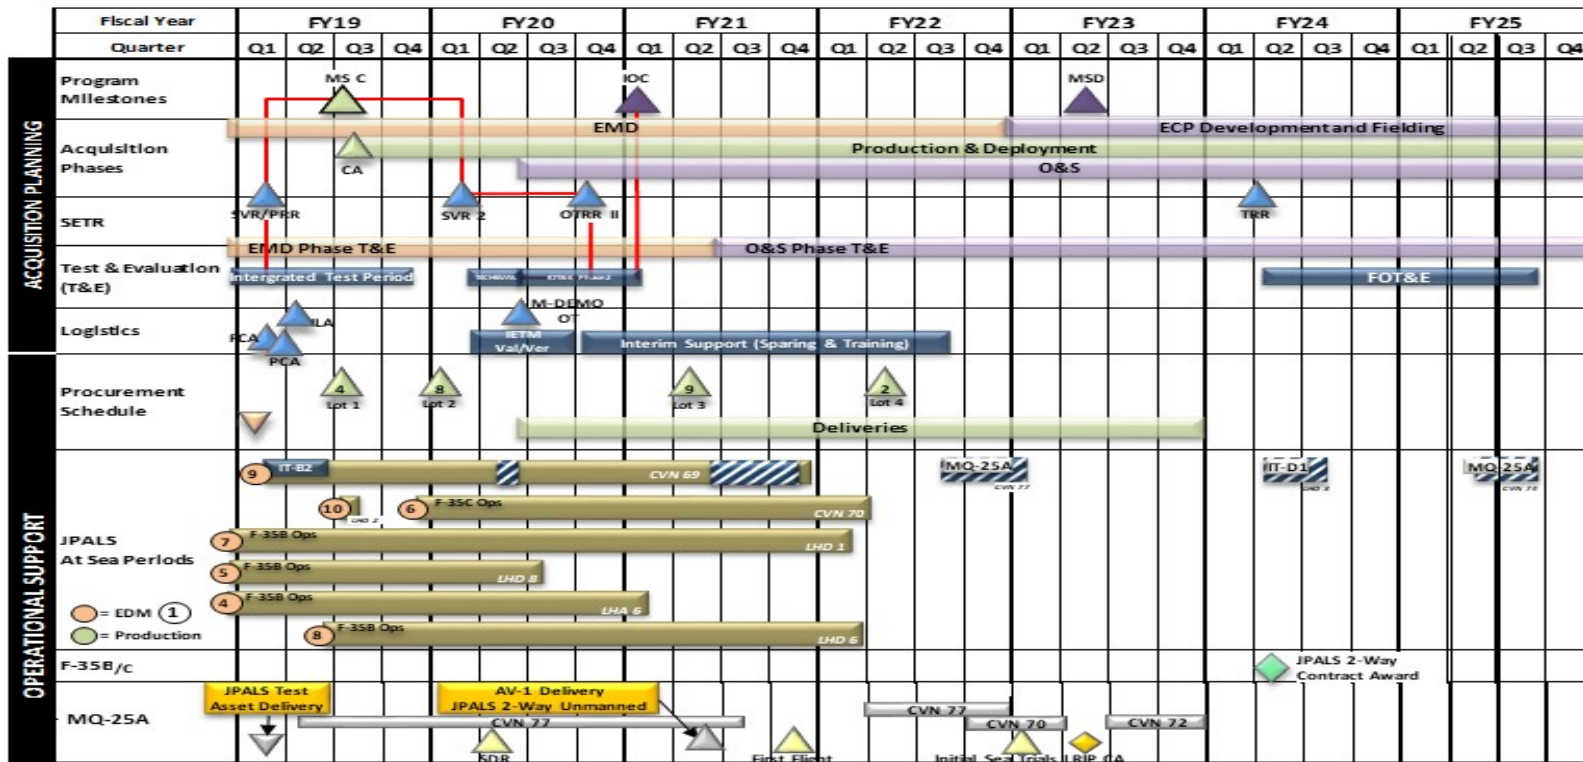 Fiscal Year FY19 FY20 FY21 FY22 FY23 FY24 FY25
Quarter Q1 Q2 Q3 Q4 Q1 Q2 Q3 Q4 Q1 Q2 Q3 Q4 Q1 Q2 Q3 Q4 Q1 Q2 Q3 Q4 Q1 Q2 Q3 Q4 Q1 Q2 Q3 Q4
ACQUISITION PLANNING
Program
Milestones
MS C
IOC
MSD
Acquisition
Phases
EMD
ECP Development and Fielding
Production & Deployment
CA
O&S
SETR
SVR/PRR
SVR 2
OTRR II
TRR
Test & Evaluation
(T&E)
EMD Phase T&E
O&S Phase T&E
Intergrated Test Period
FOT&E
Logistics
FCA
ILA
PCA
M-DEMO
OT
IETM
Val/Ver
Interim Support (Sparing & Training)
OPERATIONAL SUPPORT
Procurement
Schedule
4
Lot 1
8
Lot 2
9
Lot 3
2
Lot 4
Deliveries
JPALS
At Sea Periods
= EDM 1
= Production
9 IT-B2 CVN 69
MQ-25A
CVN 77
IT-D1
MQ-25A
10
6 F-35C Ops CVN 70
7 F-35B Ops LHD 1
5 F-35B Ops LHD 8
4 F-35B Ops LHA 6
8 F-35B Ops LHD 6
F-35B/C
JPALS 2-Way
Contract Award
MQ-25A
JPALS Test
Asset Delivery
AV-1 Delivery
JPALS 2-Way Unmanned
CVN 77
CVN 77
CVN 70
CVN 72
SDR
First Flight
Initial Sea Trials
LRIP CA